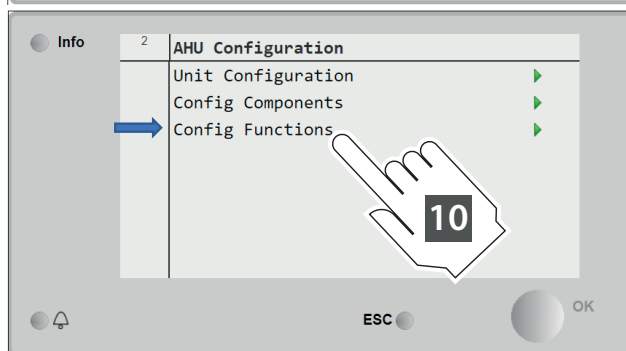 Info
2
AHU Configuration
Unit Configuration
Config Components
Config Functions
10
ESC
OK